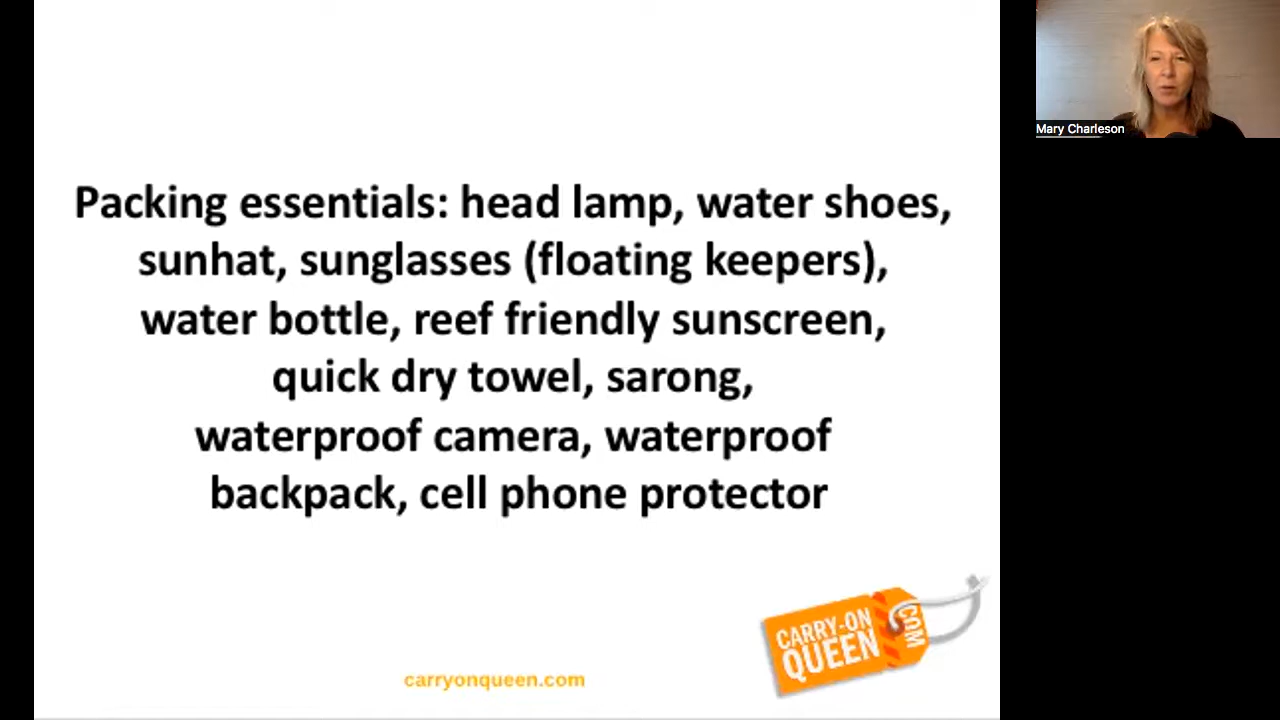 Packing essentials: head lamp, water shoes,
sunhat, sunglasses (floating keepers),
water bottle, reef friendly sunscreen,
quick dry towel, sarong,
waterproof camera, waterproof
backpack, cell phone protector
CARRY-ON
QUEEN
.COM
carryonqueen.com
Mary Charleson